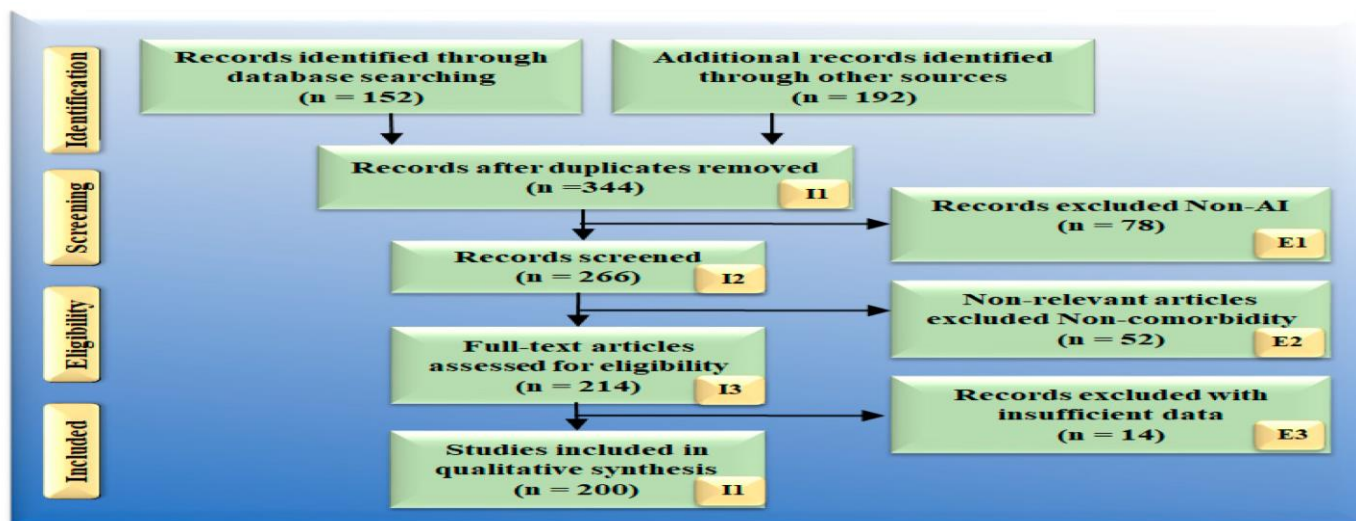 Identification
Records identified through
database searching
(n = 152)
Additional records identified
through other sources
(n = 192)
Records after duplicates removed
(n =344)
I1
Screening
Records excluded Non-AI
(n = 78)
E1
Records screened
(n = 266)
I2
Eligibility
Non-relevant articles
excluded Non-comorbidity
(n = 52)
E2
Full-text articles
assessed for eligibility
(n = 214)
I3
Records excluded with
insufficient data
(n = 14)
E3
Included
Studies included in
qualitative synthesis
(n = 200)
I1